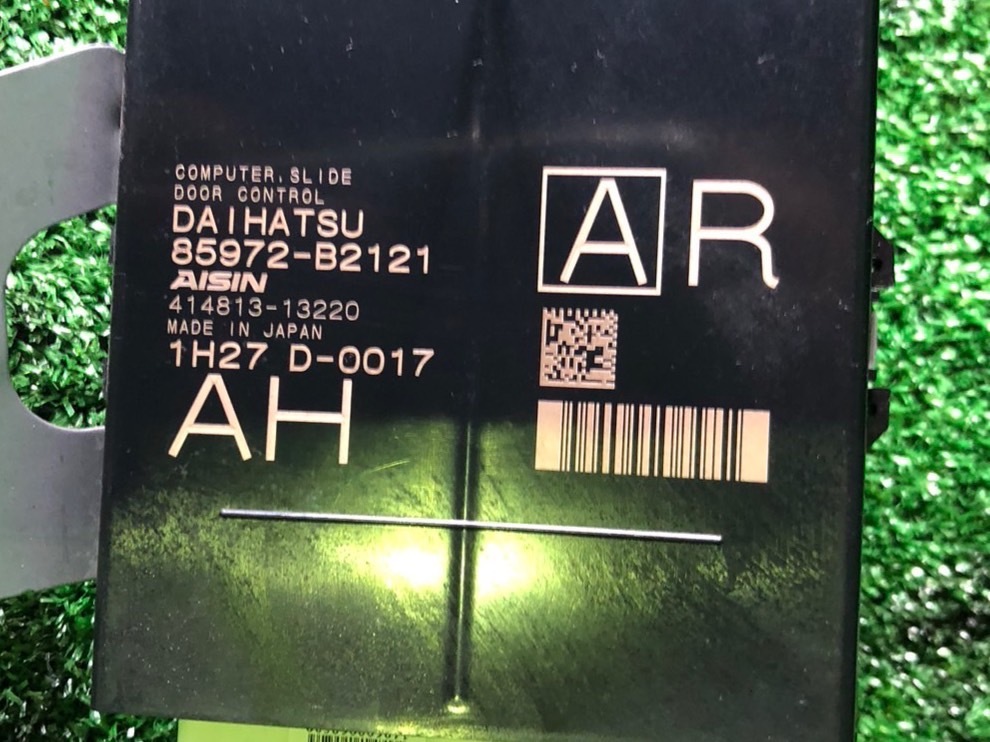 COMPUTER, SLIDE
DOOR CONTROL
DAIHATSU
85972-B2121
AISIN
414813-13220
MADE IN JAPAN
1H27 D-0017
AH
AR